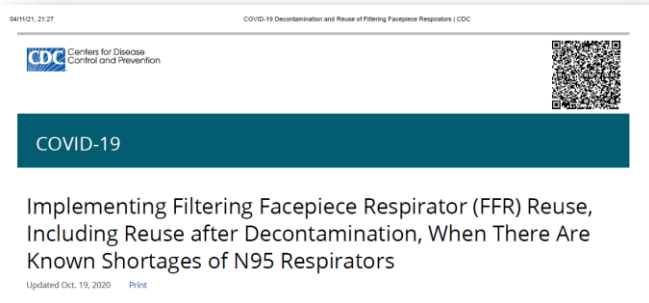 04/11/21, 21:27
COVID-19 Decontamination and Reuse of Filtering Facepiece Respirators | CDC
CDC
Centers for Disease
Control and Prevention
COVID-19
Implementing Filtering Facepiece Respirator (FFR) Reuse,
Including Reuse after Decontamination, When There Are
Known Shortages of N95 Respirators
Updated Oct. 19, 2020 Print